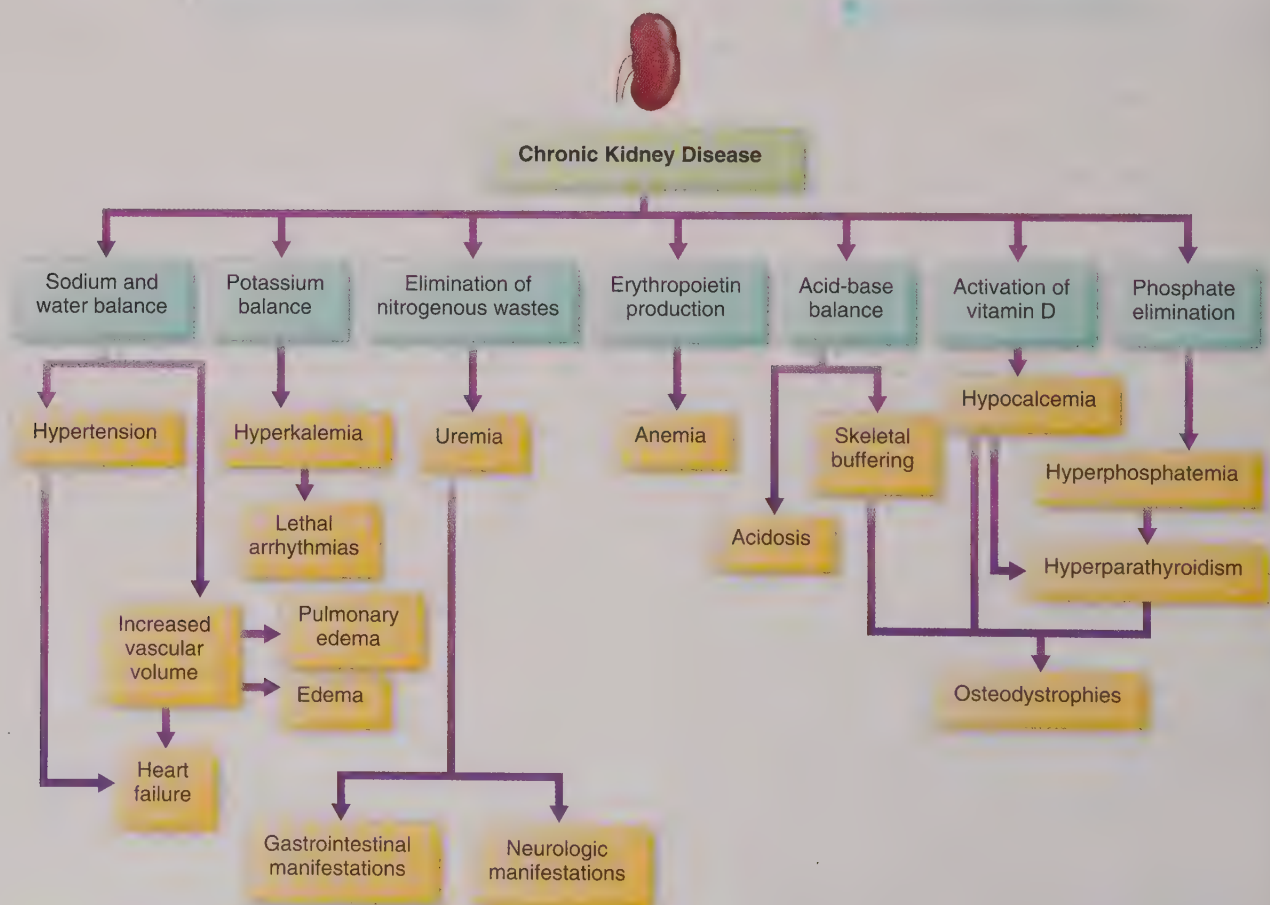 Chronic Kidney Disease
Sodium and
water balance
Potassium
balance
Elimination of
nitrogenous wastes
Erythropoietin
production
Acid-base
balance
Activation of
vitamin D
Phosphate
elimination
Hypertension
Hyperkalemia
Uremia
Anemia
Skeletal
buffering
Hypocalcemia
Hyperphosphatemia
Lethal
arrhythmias
Acidosis
Hyperparathyroidism
Increased
vascular
volume
Pulmonary
edema
Edema
Osteodystrophies
Heart
failure
Gastrointestinal
manifestations
Neurologic
manifestations